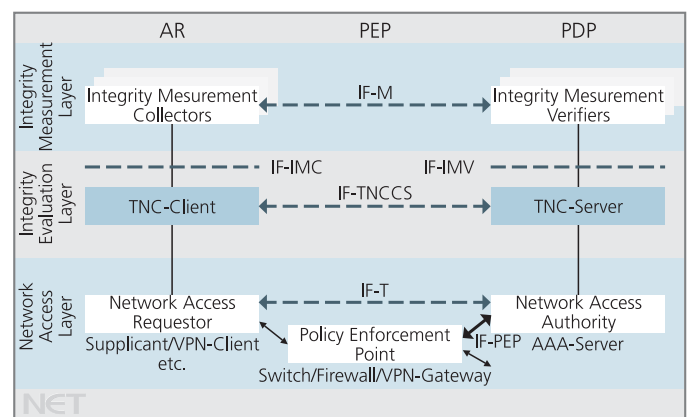 AR PEP PDP
Integrity
Measurement
Layer
Integrity Mesurement
Collectors
IF-M
Integrity Mesurement
Verifiers
Integrity
Evaluation
Layer
IF-IMC
IF-IMV
TNC-Client
IF-TNCCS
TNC-Server
Network
Access
Layer
IF-T
Network Access
Requestor
Supplicant/VPN-Client
etc.
Policy Enforcement
Point
Switch/Firewall/VPN-Gateway
IF-PEP
Network Access
Authority
AAA-Server
NET